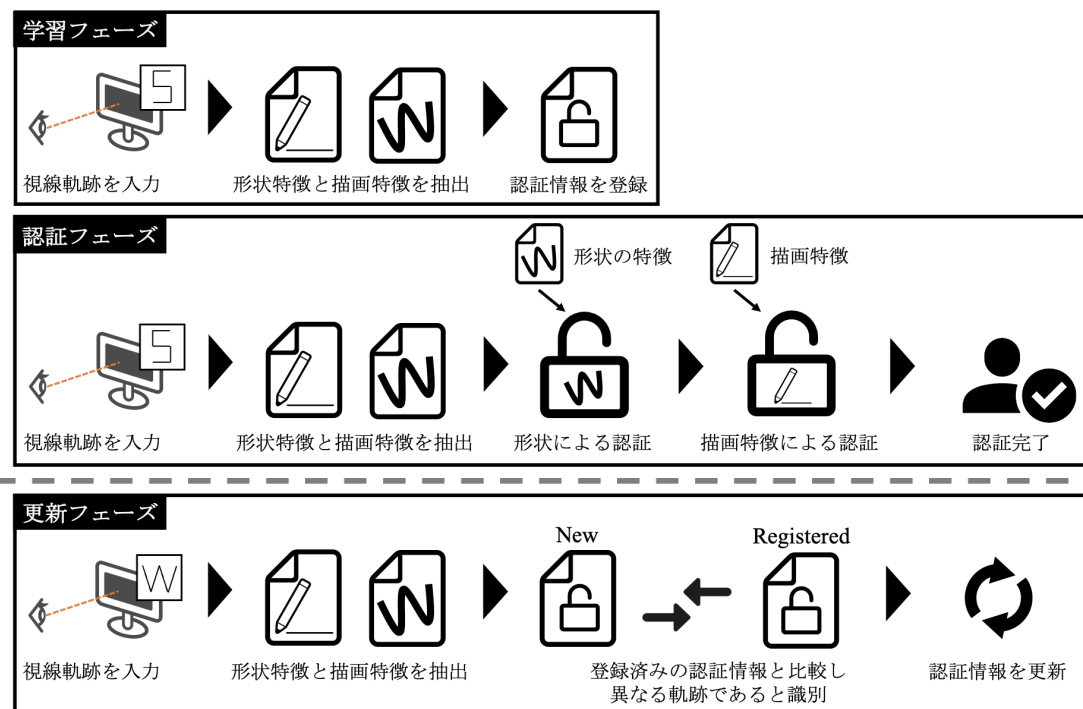 学習フェーズ
視線軌跡を入力
形状特徴と描画特徴を抽出
認証情報を登録
認証フェーズ
形状の特徴
描画特徴
視線軌跡を入力
形状特徴と描画特徴を抽出
形状による認証
描画特徴による認証
認証完了
更新フェーズ
New
Registered
視線軌跡を入力
形状特徴と描画特徴を抽出
登録済みの認証情報と比較し
異なる軌跡であると識別
認証情報を更新